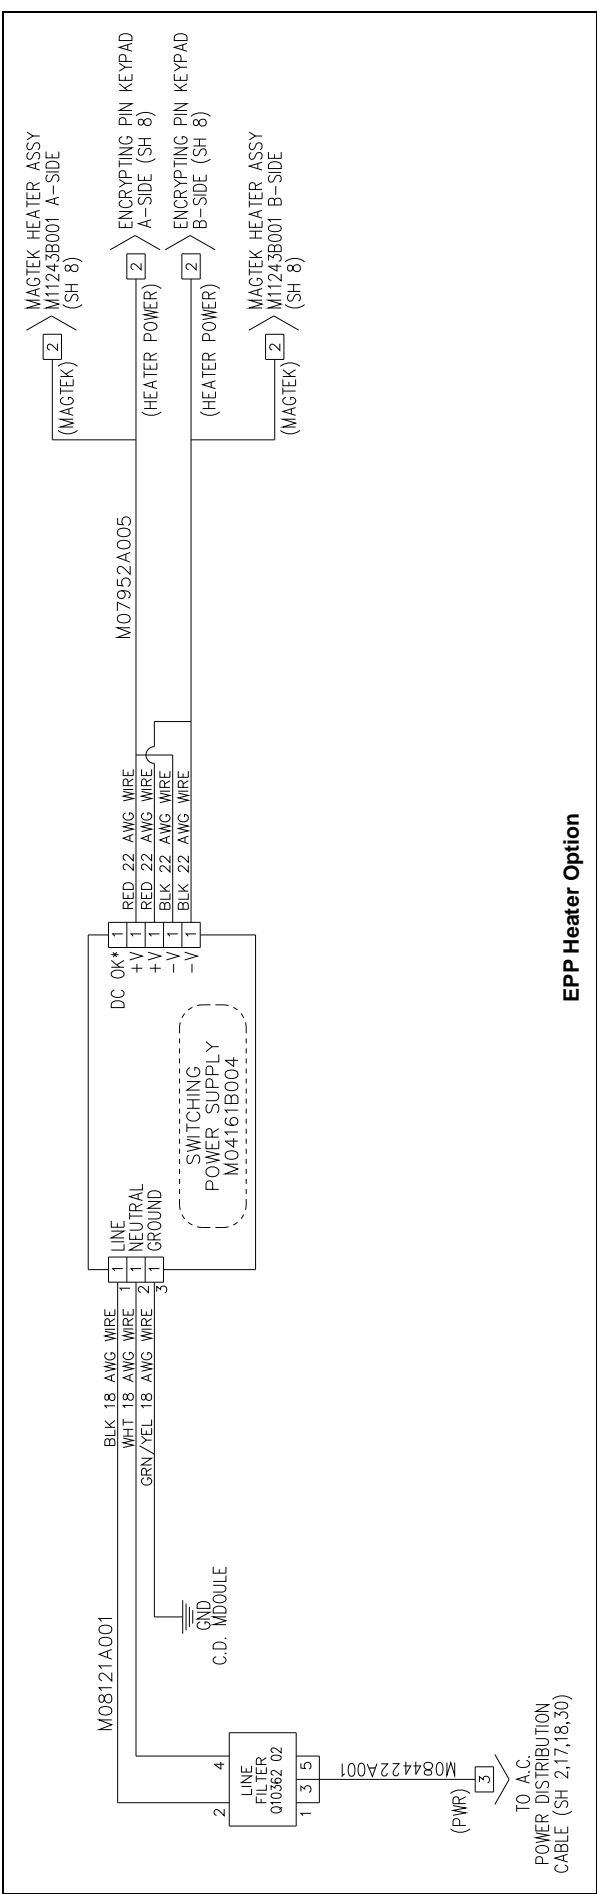 M08121A001
LINE
FILTER
Q10362 02
2
4
1
3
5
M084422A001
(PWR)
3
TO A.C.
POWER DISTRIBUTION
CABLE (SH 2,17,18,30)
GND
C.D. MDOULE
BLK 18 AWG WIRE
WHT 18 AWG WIRE
GRN/YEL 18 AWG WIRE
1
2
3
1 LINE
1 NEUTRAL
1 GROUND
SWITCHING
POWER SUPPLY
M04161B004
DC OK* 1
+V 1
+V 1
-V 1
-V 1
RED 22 AWG WIRE
RED 22 AWG WIRE
BLK 22 AWG WIRE
BLK 22 AWG WIRE
M07952A005
(MAGTEK)
2
MAGTEK HEATER ASSY
M11243B001 A-SIDE
(SH 8)
(HEATER POWER)
2
ENCRYPTING PIN KEYPAD
A-SIDE (SH 8)
(HEATER POWER)
2
ENCRYPTING PIN KEYPAD
B-SIDE (SH 8)
(MAGTEK)
2
MAGTEK HEATER ASSY
M11243B001 B-SIDE
(SH 8)
EPP Heater Option